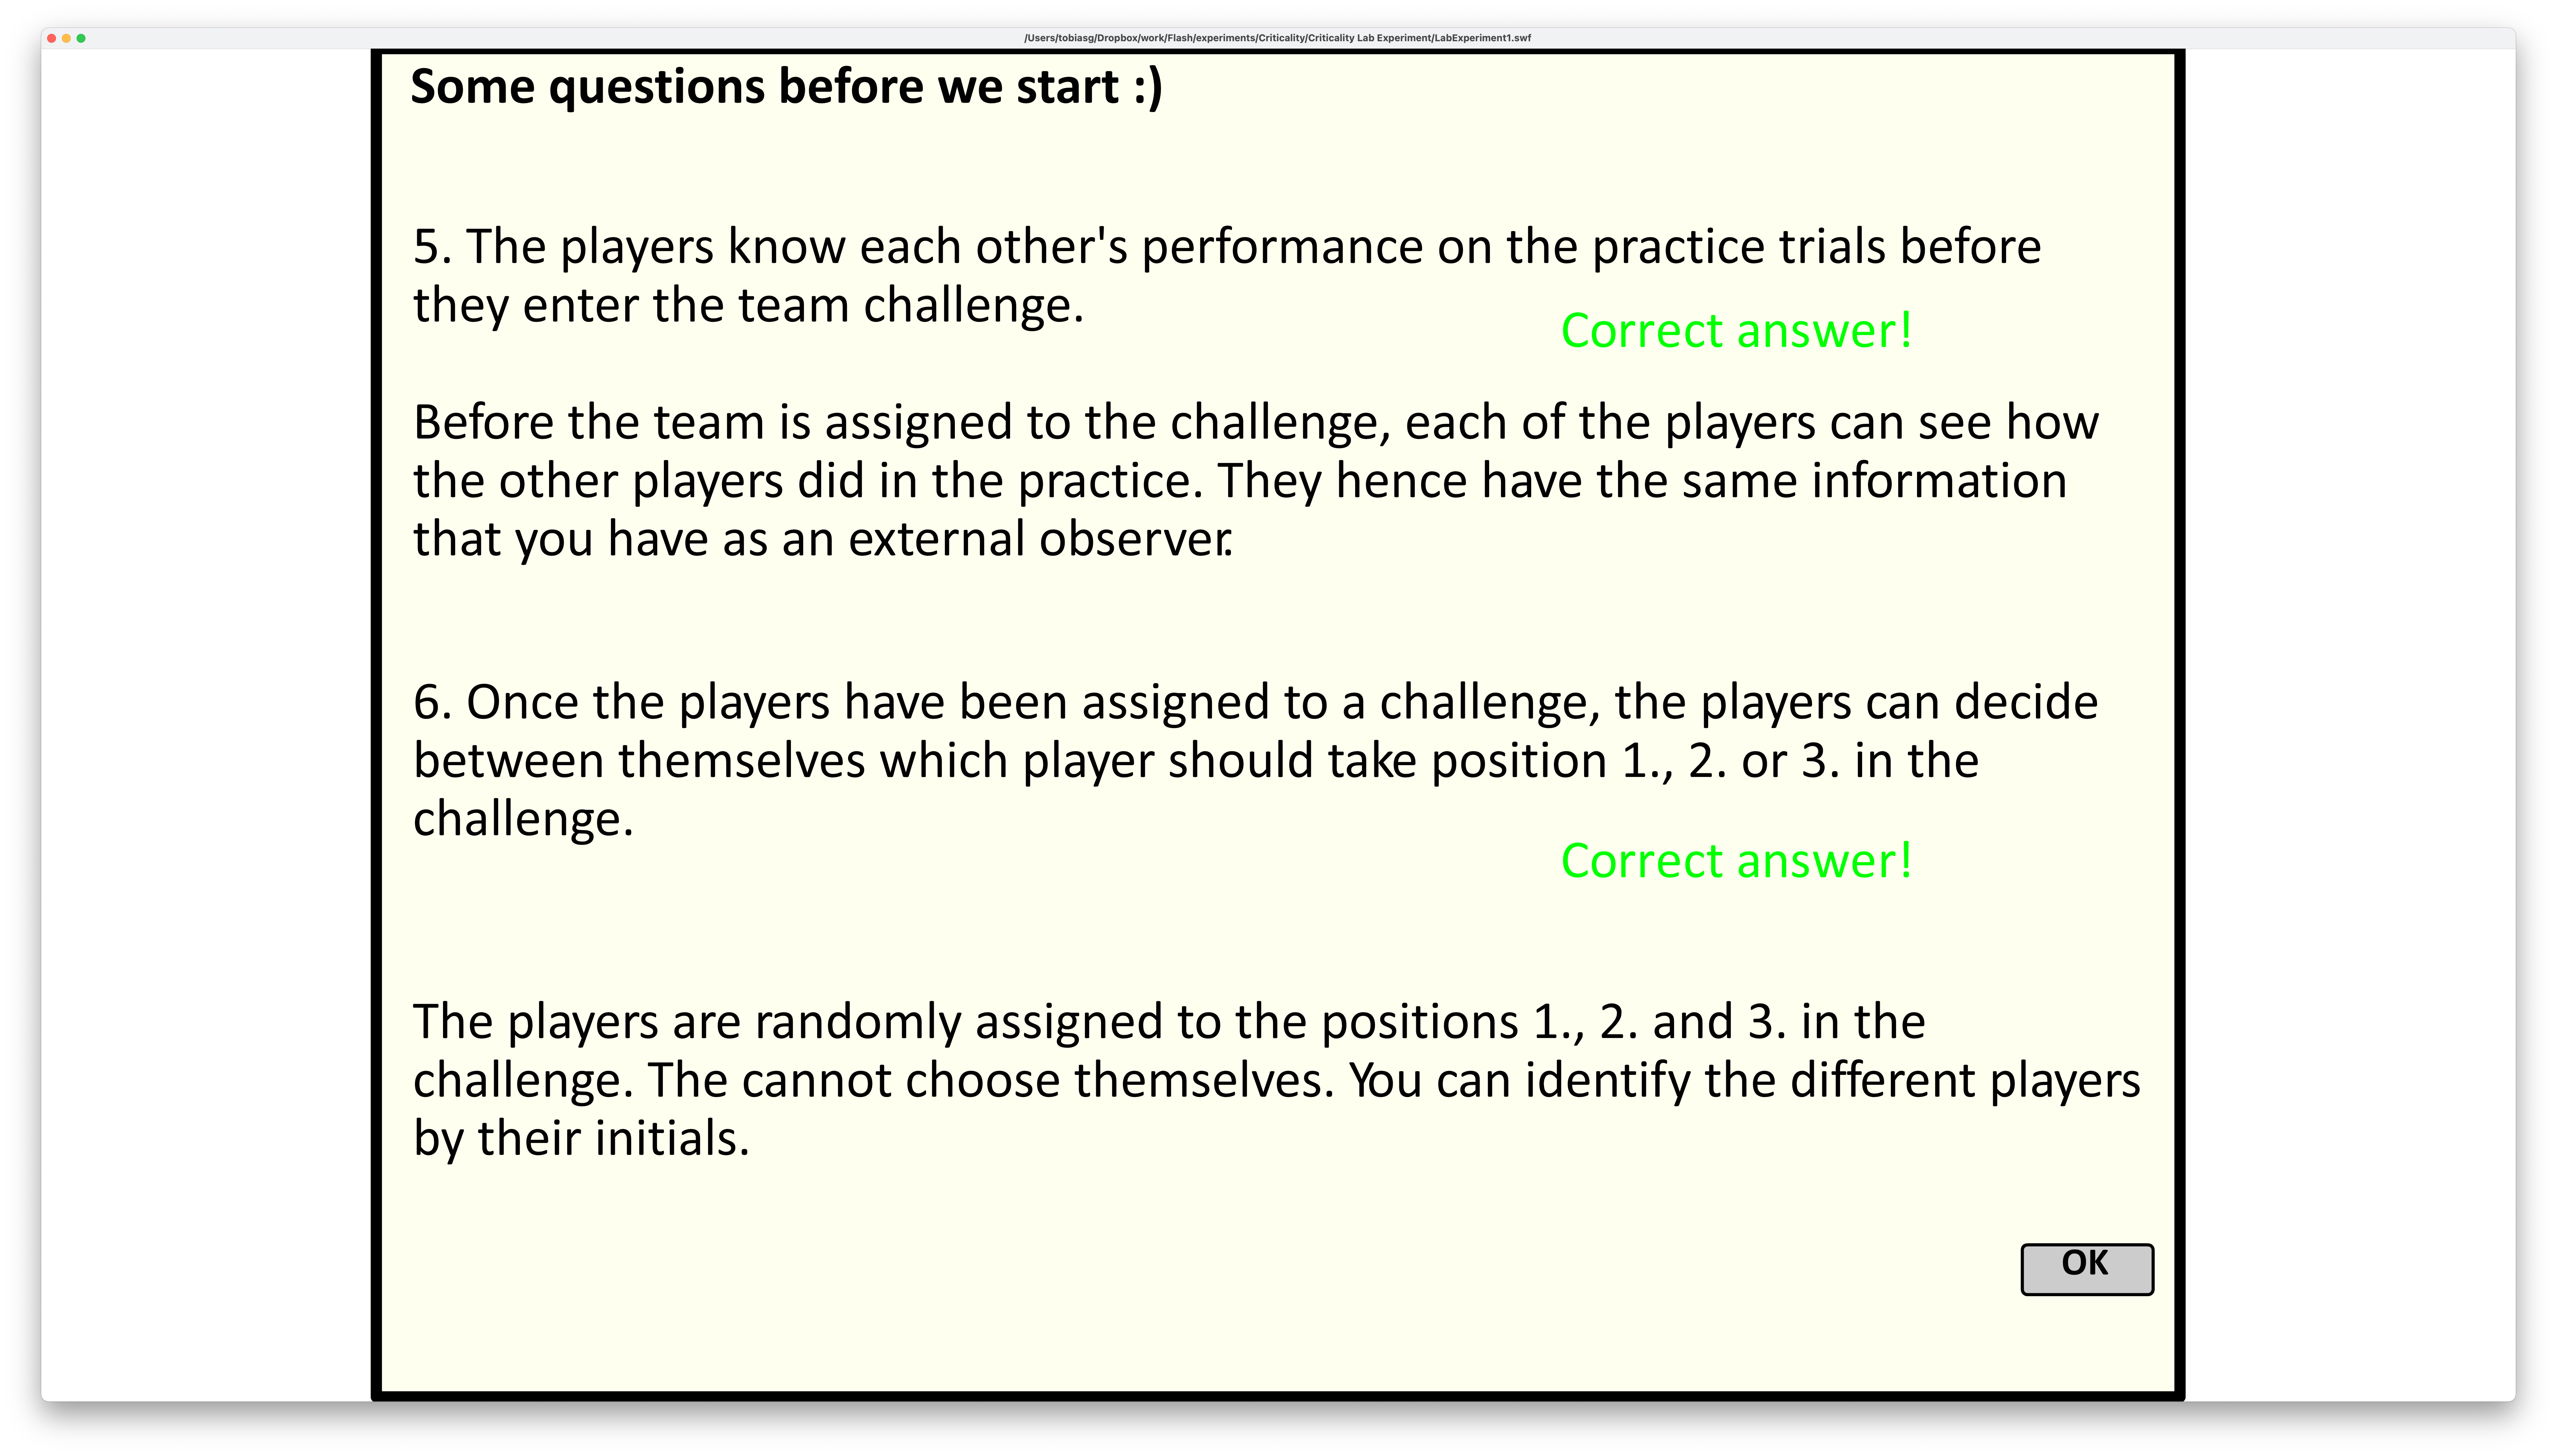 /Users/tobiasg/Dropbox/work/Flash/experiments/Criticality/Criticality Lab Experiment/LabExperiment1.swf
Some questions before we start :)
5. The players know each other's performance on the practice trials before
they enter the team challenge.
Correct answer!
Before the team is assigned to the challenge, each of the players can see how
the other players did in the practice. They hence have the same information
that you have as an external observer.
6. Once the players have been assigned to a challenge, the players can decide
between themselves which player should take position 1., 2. or 3. in the
challenge.
Correct answer!
The players are randomly assigned to the positions 1., 2. and 3. in the
challenge. The cannot choose themselves. You can identify the different players
by their initials.
OK